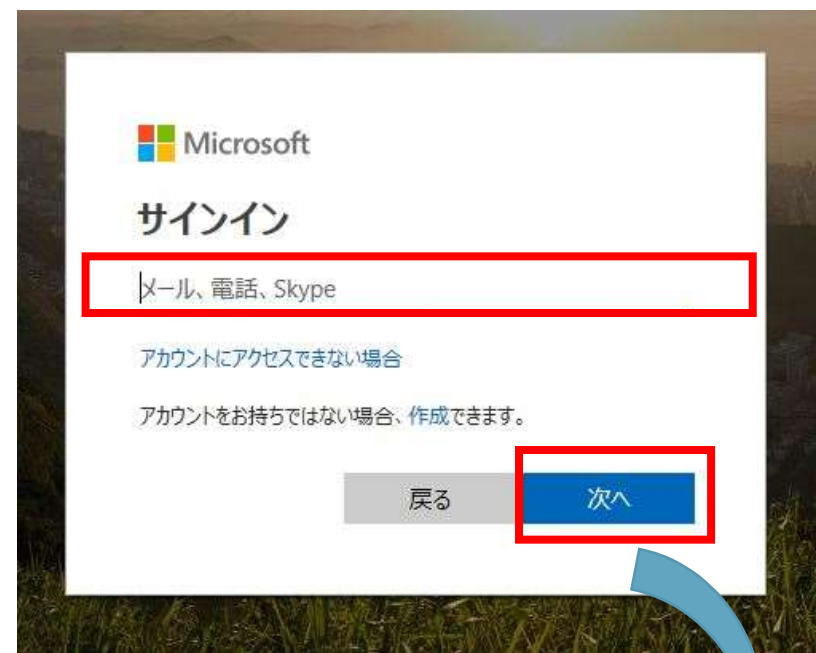 Microsoft
サインイン
メール、電話、Skype
アカウントにアクセスできない場合
アカウントをお持ちではない場合、作成できます。
戻る
次へ